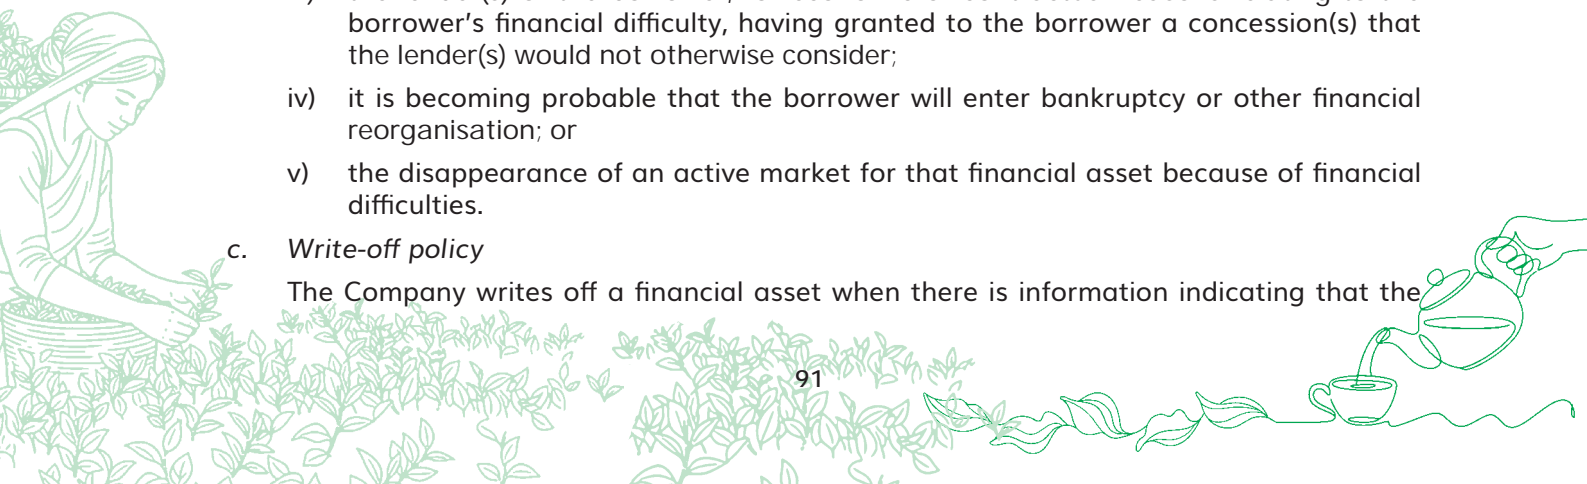 borrower's financial difficulty, having granted to the borrower a concession(s) that
the lender(s) would not otherwise consider;
iv) it is becoming probable that the borrower will enter bankruptcy or other financial
reorganisation; or
v) the disappearance of an active market for that financial asset because of financial
difficulties.
c. Write-off policy
The Company writes off a financial asset when there is information indicating that the
91